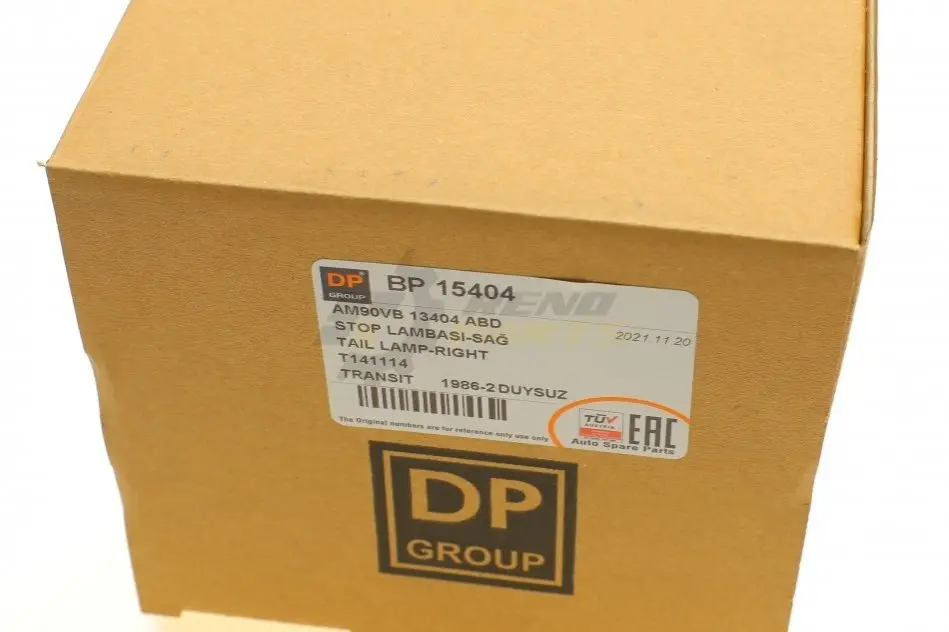 DP GROUP
BP 15404
AM90VB 13404 ABD
STOP LAMBASI-SAĞ
2021.11.20
TAIL LAMP-RIGHT
T141114
TRANSIT 1986-2 DUYSUZ
The Original numbers are for reference only use only
TÜV
AUSTRIA
EAC
Auto Spare Parts
DP
GROUP